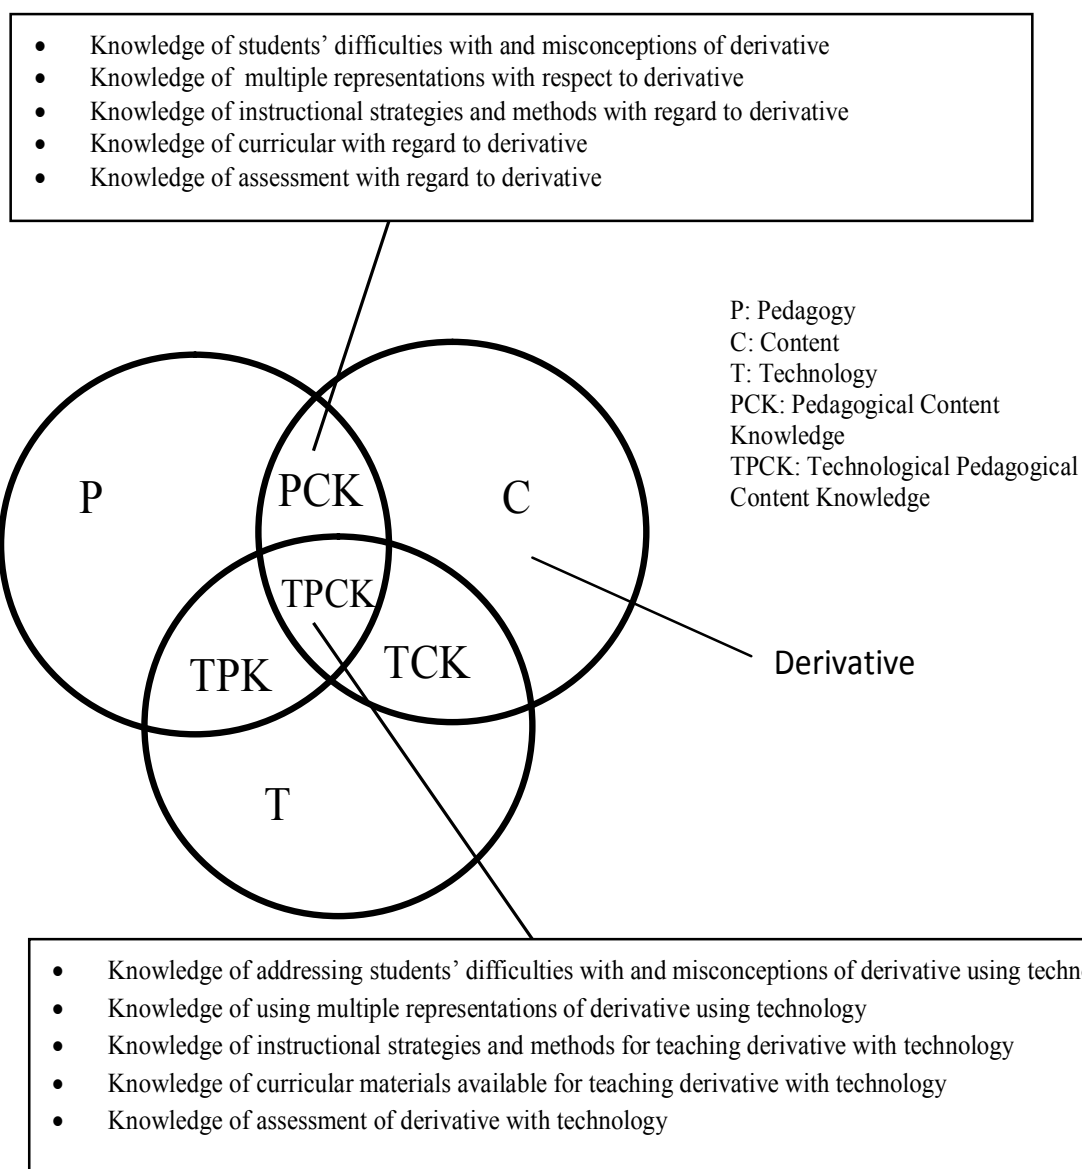 • Knowledge of students’ difficulties with and misconceptions of derivative
• Knowledge of  multiple representations with respect to derivative
• Knowledge of instructional strategies and methods with regard to derivative
• Knowledge of curricular with regard to derivative
• Knowledge of assessment with regard to derivative
P: Pedagogy
C: Content
T: Technology
PCK: Pedagogical Content
Knowledge
TPCK: Technological Pedagogical
Content Knowledge
P
PCK
C
TPCK
TPK
TCK
Derivative
T
• Knowledge of addressing students’ difficulties with and misconceptions of derivative using
• Knowledge of using multiple representations of derivative using technology
• Knowledge of instructional strategies and methods for teaching derivative with technology
• Knowledge of curricular materials available for teaching derivative with technology
• Knowledge of assessment of derivative with technology